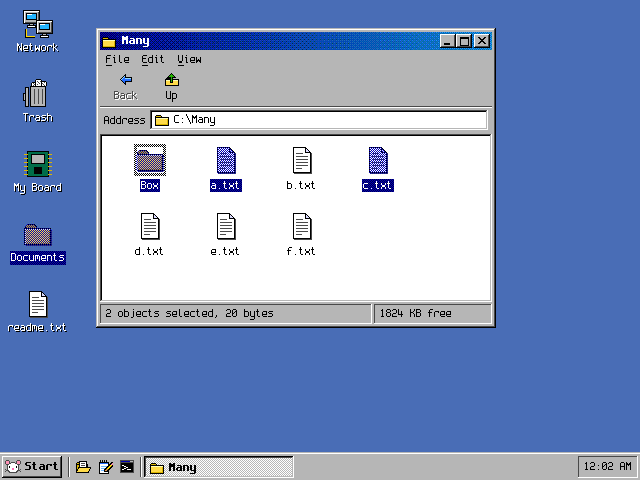 Network
Trash
My Board
Documents
readme.txt
Many
File Edit View
Back Up
Address C:\Many
Box a.txt b.txt c.txt
d.txt e.txt f.txt
2 objects selected, 20 bytes 1824 KB free
Start Many 12:02 AM